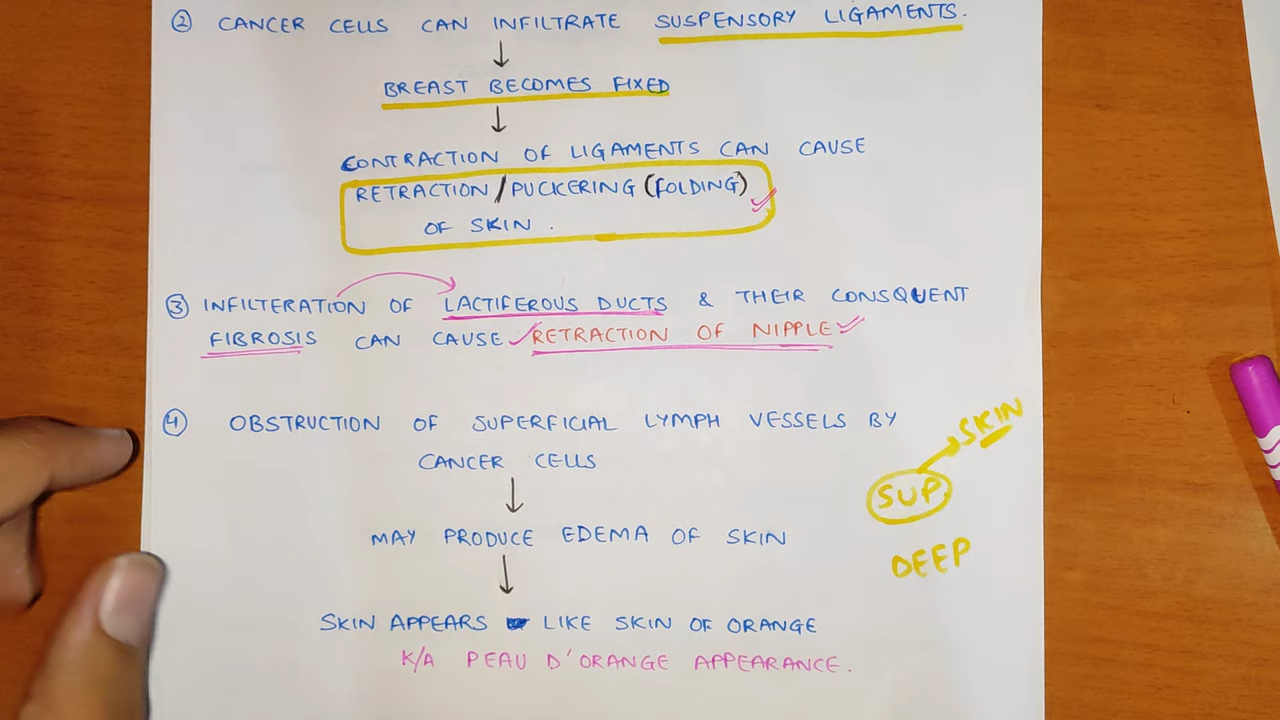 ② CANCER CELLS CAN INFILTRATE SUSPENSORY LIGAMENTS.
↓
BREAST BECOMES FIXED
↓
CONTRACTION OF LIGAMENTS CAN CAUSE
RETRACTION/PUCKERING (FOLDING)
OF SKIN.
③ INFILTERATION OF LACTIFEROUS DUCTS & THEIR CONSQUENT
FIBROSIS CAN CAUSE RETRACTION OF NIPPLE
④ OBSTRUCTION OF SUPERFICIAL LYMPH VESSELS BY
CANCER CELLS
↓
MAY PRODUCE EDEMA OF SKIN
↓
SKIN APPEARS LIKE SKIN OF ORANGE
K/A PEAU D'ORANGE APPEARANCE.
SKIN
SUP
DEEP